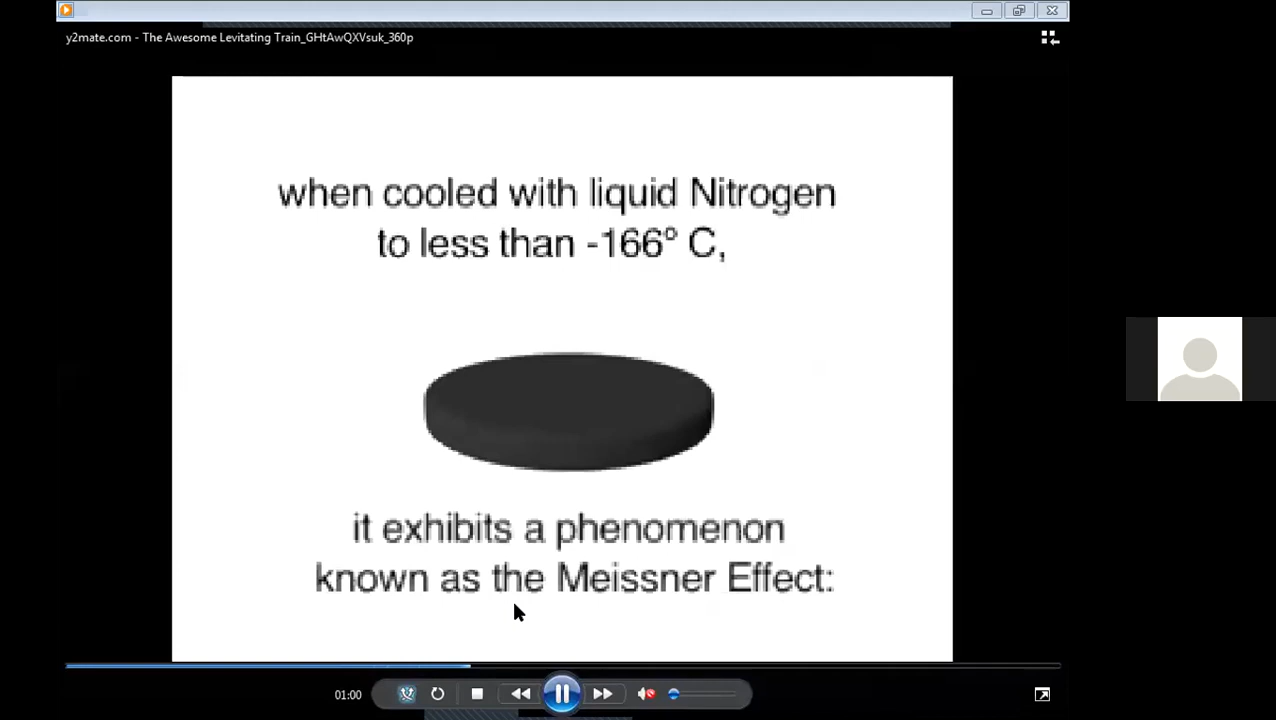 y2mate.com - The Awesome Levitating Train_GHtAwQXVsuk_360p
when cooled with liquid Nitrogen
to less than -166° C,
it exhibits a phenomenon
known as the Meissner Effect:
01:00